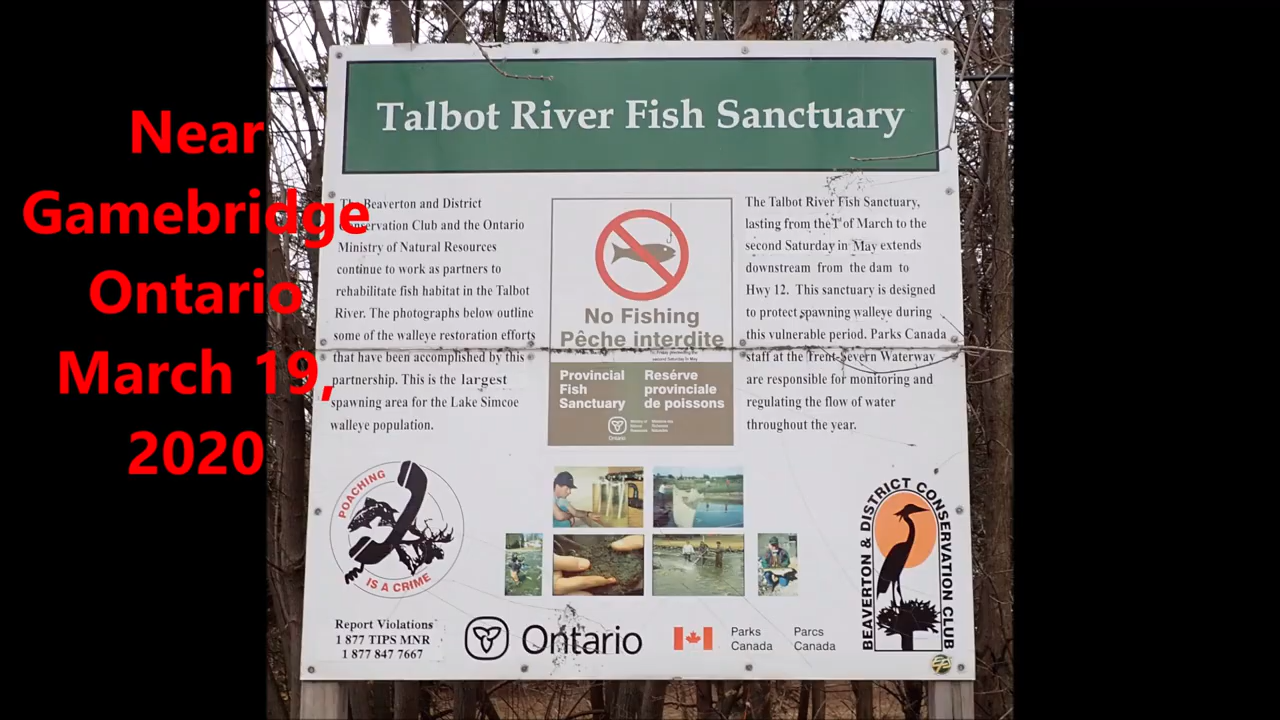 Near
Gamebridge
Ontario
March 19,
2020
Talbot River Fish Sanctuary
The Beaverton and District
Conservation Club and the Ontario
Ministry of Natural Resources
continue to work as partners to
rehabilitate fish habitat in the Talbot
River. The photographs below outline
some of the walleye restoration efforts
that have been accomplished by this
partnership. This is the largest
spawning area for the Lake Simcoe
walleye population.
No Fishing
Pêche interdite
second Saturday in May
Provincial
Fish
Sanctuary
Resérve
provinciale
de poissons
Ontario
The Talbot River Fish Sanctuary,
lasting from the 1st of March to the
second Saturday in May extends
downstream from the dam to
Hwy 12. This sanctuary is designed
to protect spawning walleye during
this vulnerable period. Parks Canada
staff at the Trent-Severn Waterway
are responsible for monitoring and
regulating the flow of water
throughout the year.
POACHING
IS A CRIME
Report Violations
1 877 TIPS MNR
1 877 847 7667
Ontario
Parks
Canada
Parcs
Canada
BEAVERTON & DISTRICT CONSERVATION CLUB